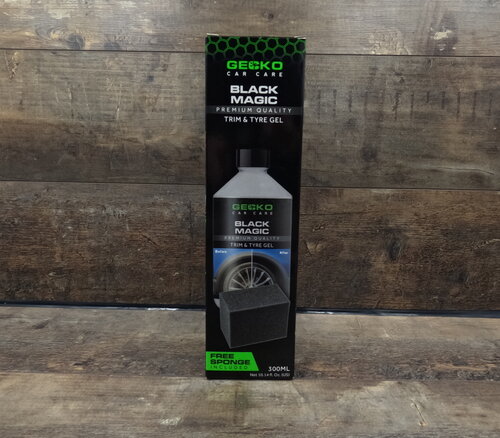 GECKO
CAR CARE
BLACK
MAGIC
PREMIUM QUALITY
TRIM & TYRE GEL
GECKO
CAR CARE
BLACK
MAGIC
PREMIUM QUALITY
TRIM & TYRE GEL
Before After
FREE
SPONGE
INCLUDED
300ML